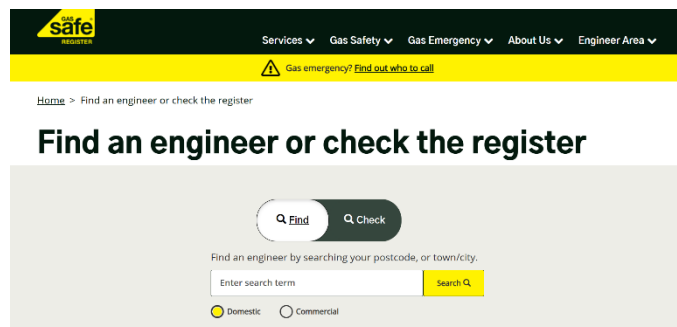 GAS
safe
REGISTER
Services
Gas Safety
Gas Emergency
About Us
Engineer Area
Gas emergency? Find out who to call
Home > Find an engineer or check the register
Find an engineer or check the register
Find
Check
Find an engineer by searching your postcode, or town/city.
Enter search term
Search
Domestic
Commercial